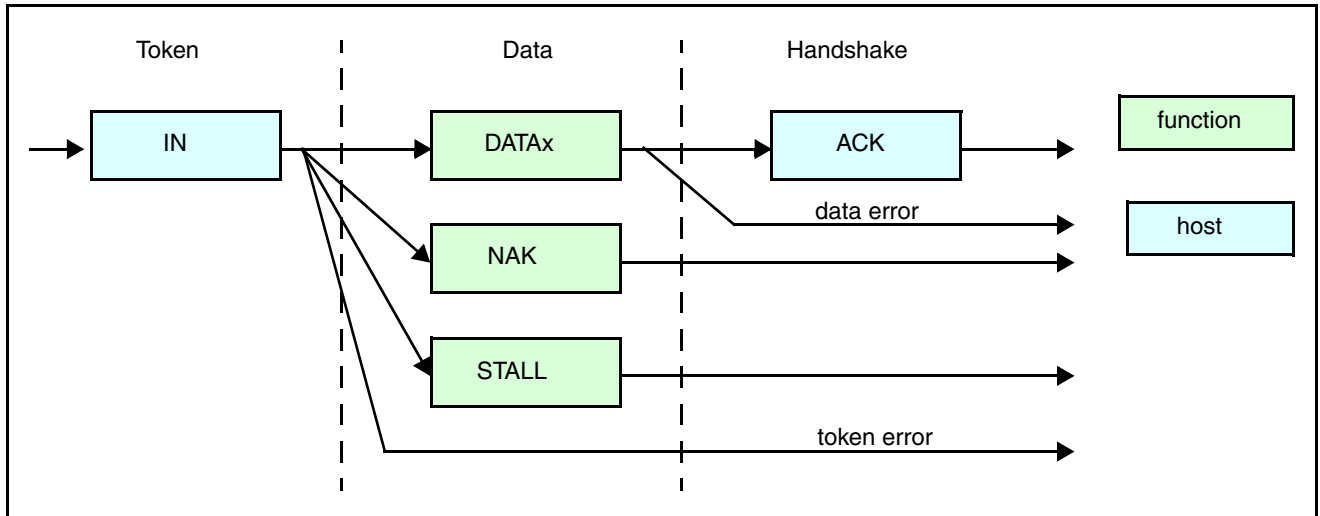 Token
Data
Handshake
IN
DATAx
ACK
function
data error
host
NAK
STALL
token error